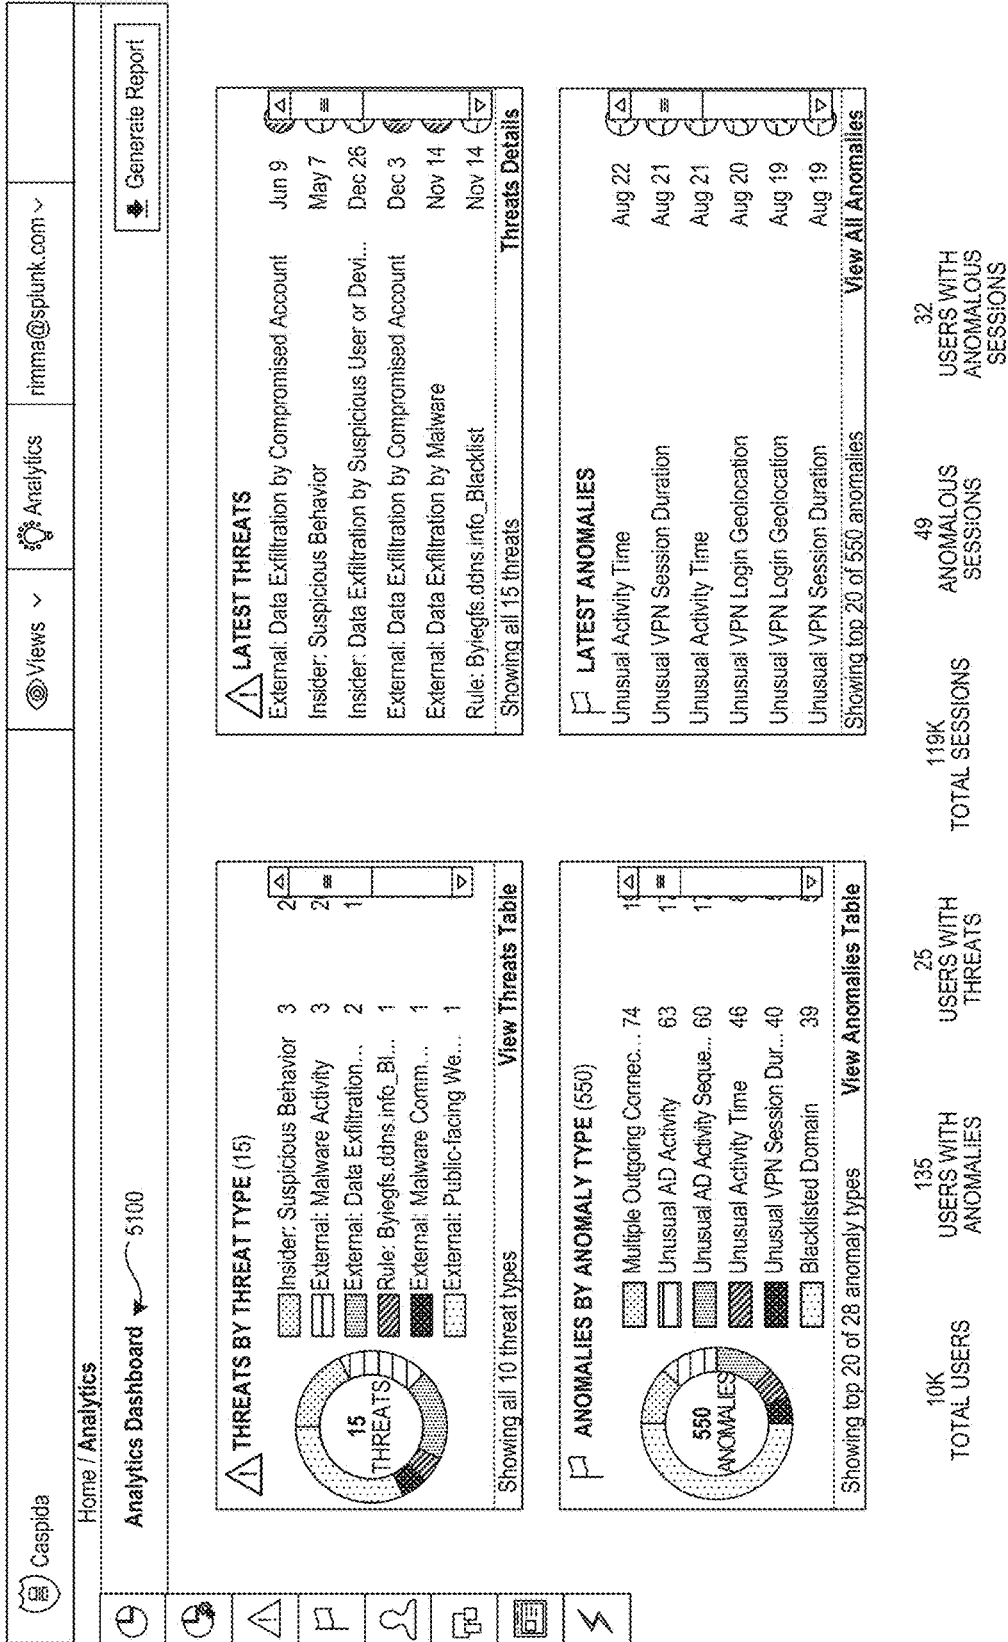 Caspida
Views
Analytics
rimma@splunk.com
Home / Analytics
Analytics Dashboard
5100
Generate Report
THREATS BY THREAT TYPE (15)
15
THREATS
Insider: Suspicious Behavior 3
External: Malware Activity 3
External: Data Exfiltration... 2
Rule: Byiegfs.ddns.info_Bl... 1
External: Malware Comm... 1
External: Public-facing We... 1
Showing all 10 threat types
View Threats Table
LATEST THREATS
External: Data Exfiltration by Compromised Account Jun 9
Insider: Suspicious Behavior May 7
Insider: Data Exfiltration by Suspicious User or Devi... Dec 26
External: Data Exfiltration by Compromised Account Dec 3
External: Data Exfiltration by Malware Nov 14
Rule: Byiegfs.ddns.info_Blacklist Nov 14
Showing all 15 threats
Threats Details
ANOMALIES BY ANOMALY TYPE (550)
550
ANOMALIES
Multiple Outgoing Connec... 74
Unusual AD Activity 63
Unusual AD Activity Seque... 60
Unusual Activity Time 46
Unusual VPN Session Dur... 40
Blacklisted Domain 39
Showing top 20 of 28 anomaly types
View Anomalies Table
LATEST ANOMALIES
Unusual Activity Time Aug 22
Unusual VPN Session Duration Aug 21
Unusual Activity Time Aug 21
Unusual VPN Login Geolocation Aug 20
Unusual VPN Login Geolocation Aug 19
Unusual VPN Session Duration Aug 19
Showing top 20 of 550 anomalies
View All Anomalies
10K
TOTAL USERS
135
USERS WITH
ANOMALIES
25
USERS WITH
THREATS
119K
TOTAL SESSIONS
49
ANOMALOUS
SESSIONS
32
USERS WITH
ANOMALOUS
SESSIONS